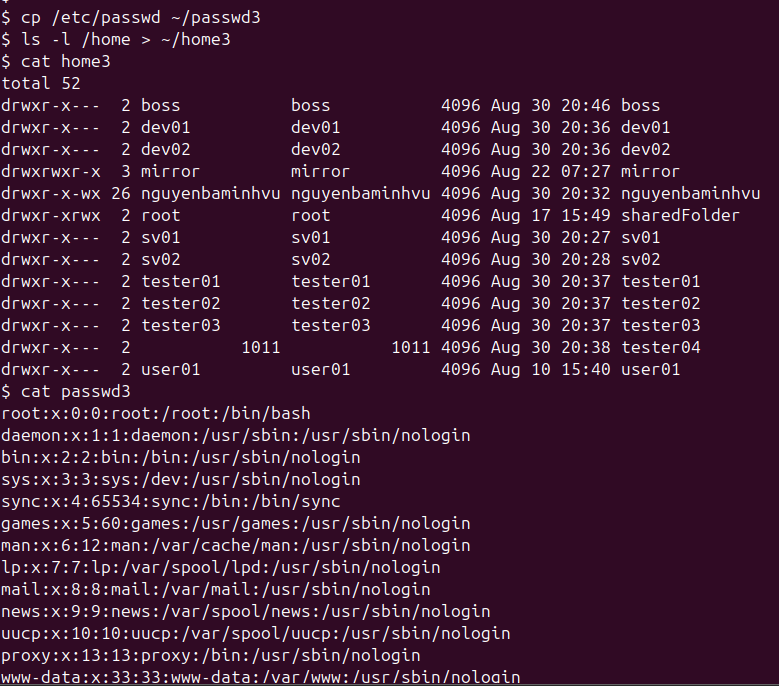 $ cp /etc/passwd ~/passwd3
$ ls -l /home > ~/home3
$ cat home3
total 52
drwxr-x---  2 boss           boss           4096 Aug 30 20:46 boss
drwxr-x---  2 dev01          dev01          4096 Aug 30 20:36 dev01
drwxr-x---  2 dev02          dev02          4096 Aug 30 20:36 dev02
drwxrwxr-x  3 mirror         mirror         4096 Aug 22 07:27 mirror
drwxr-x-wx 26 nguyenbaminhvu nguyenbaminhvu 4096 Aug 30 20:32 nguyenbaminhvu
drwxr-xrwx  2 root           root           4096 Aug 17 15:49 sharedFolder
drwxr-x---  2 sv01           sv01           4096 Aug 30 20:27 sv01
drwxr-x---  2 sv02           sv02           4096 Aug 30 20:28 sv02
drwxr-x---  2 tester01       tester01       4096 Aug 30 20:37 tester01
drwxr-x---  2 tester02       tester02       4096 Aug 30 20:37 tester02
drwxr-x---  2 tester03       tester03       4096 Aug 30 20:37 tester03
drwxr-x---  2           1011           1011 4096 Aug 30 20:38 tester04
drwxr-x---  2 user01         user01         4096 Aug 10 15:40 user01
$ cat passwd3
root:x:0:0:root:/root:/bin/bash
daemon:x:1:1:daemon:/usr/sbin:/usr/sbin/nologin
bin:x:2:2:bin:/bin:/usr/sbin/nologin
sys:x:3:3:sys:/dev:/usr/sbin/nologin
sync:x:4:65534:sync:/bin:/bin/sync
games:x:5:60:games:/usr/games:/usr/sbin/nologin
man:x:6:12:man:/var/cache/man:/usr/sbin/nologin
lp:x:7:7:lp:/var/spool/lpd:/usr/sbin/nologin
mail:x:8:8:mail:/var/mail:/usr/sbin/nologin
news:x:9:9:news:/var/spool/news:/usr/sbin/nologin
uucp:x:10:10:uucp:/var/spool/uucp:/usr/sbin/nologin
proxy:x:13:13:proxy:/bin:/usr/sbin/nologin
www-data:x:33:33:www-data:/var/www:/usr/sbin/nologin